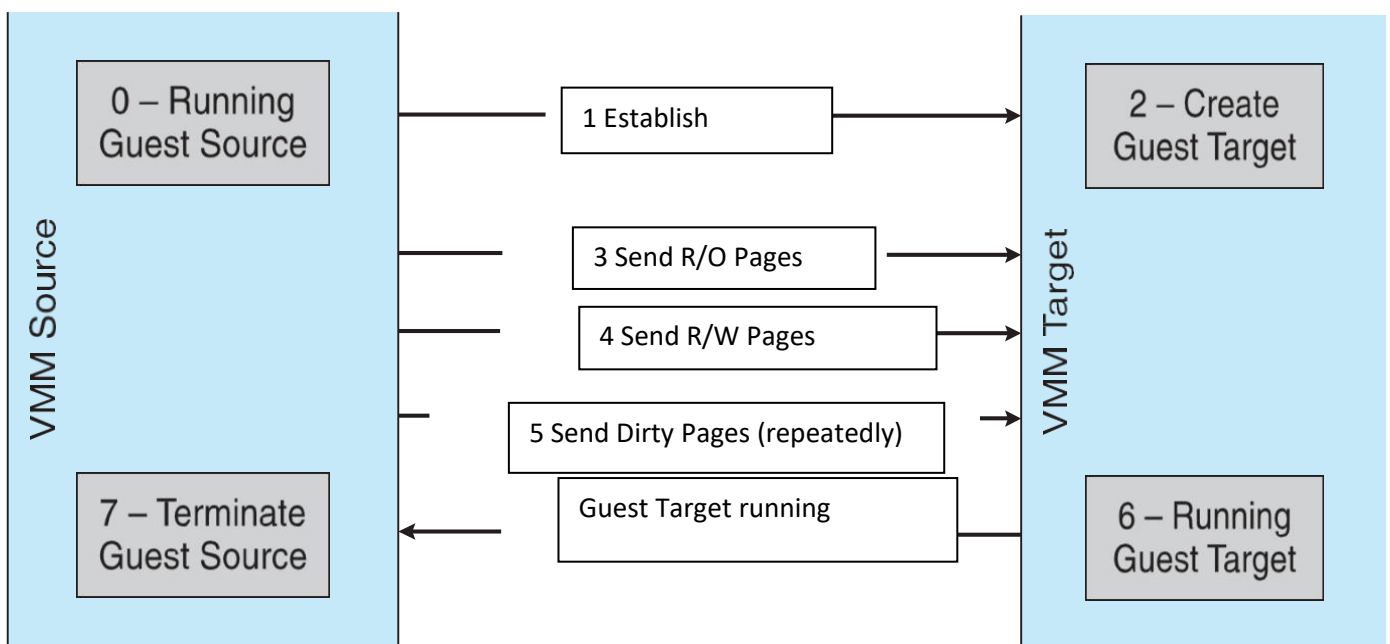 0 – Running
Guest Source
1 Establish
2 – Create
Guest Target
VMM Source
3 Send R/O Pages
4 Send R/W Pages
VMM Target
5 Send Dirty Pages (repeatedly)
7 – Terminate
Guest Source
Guest Target running
6 – Running
Guest Target